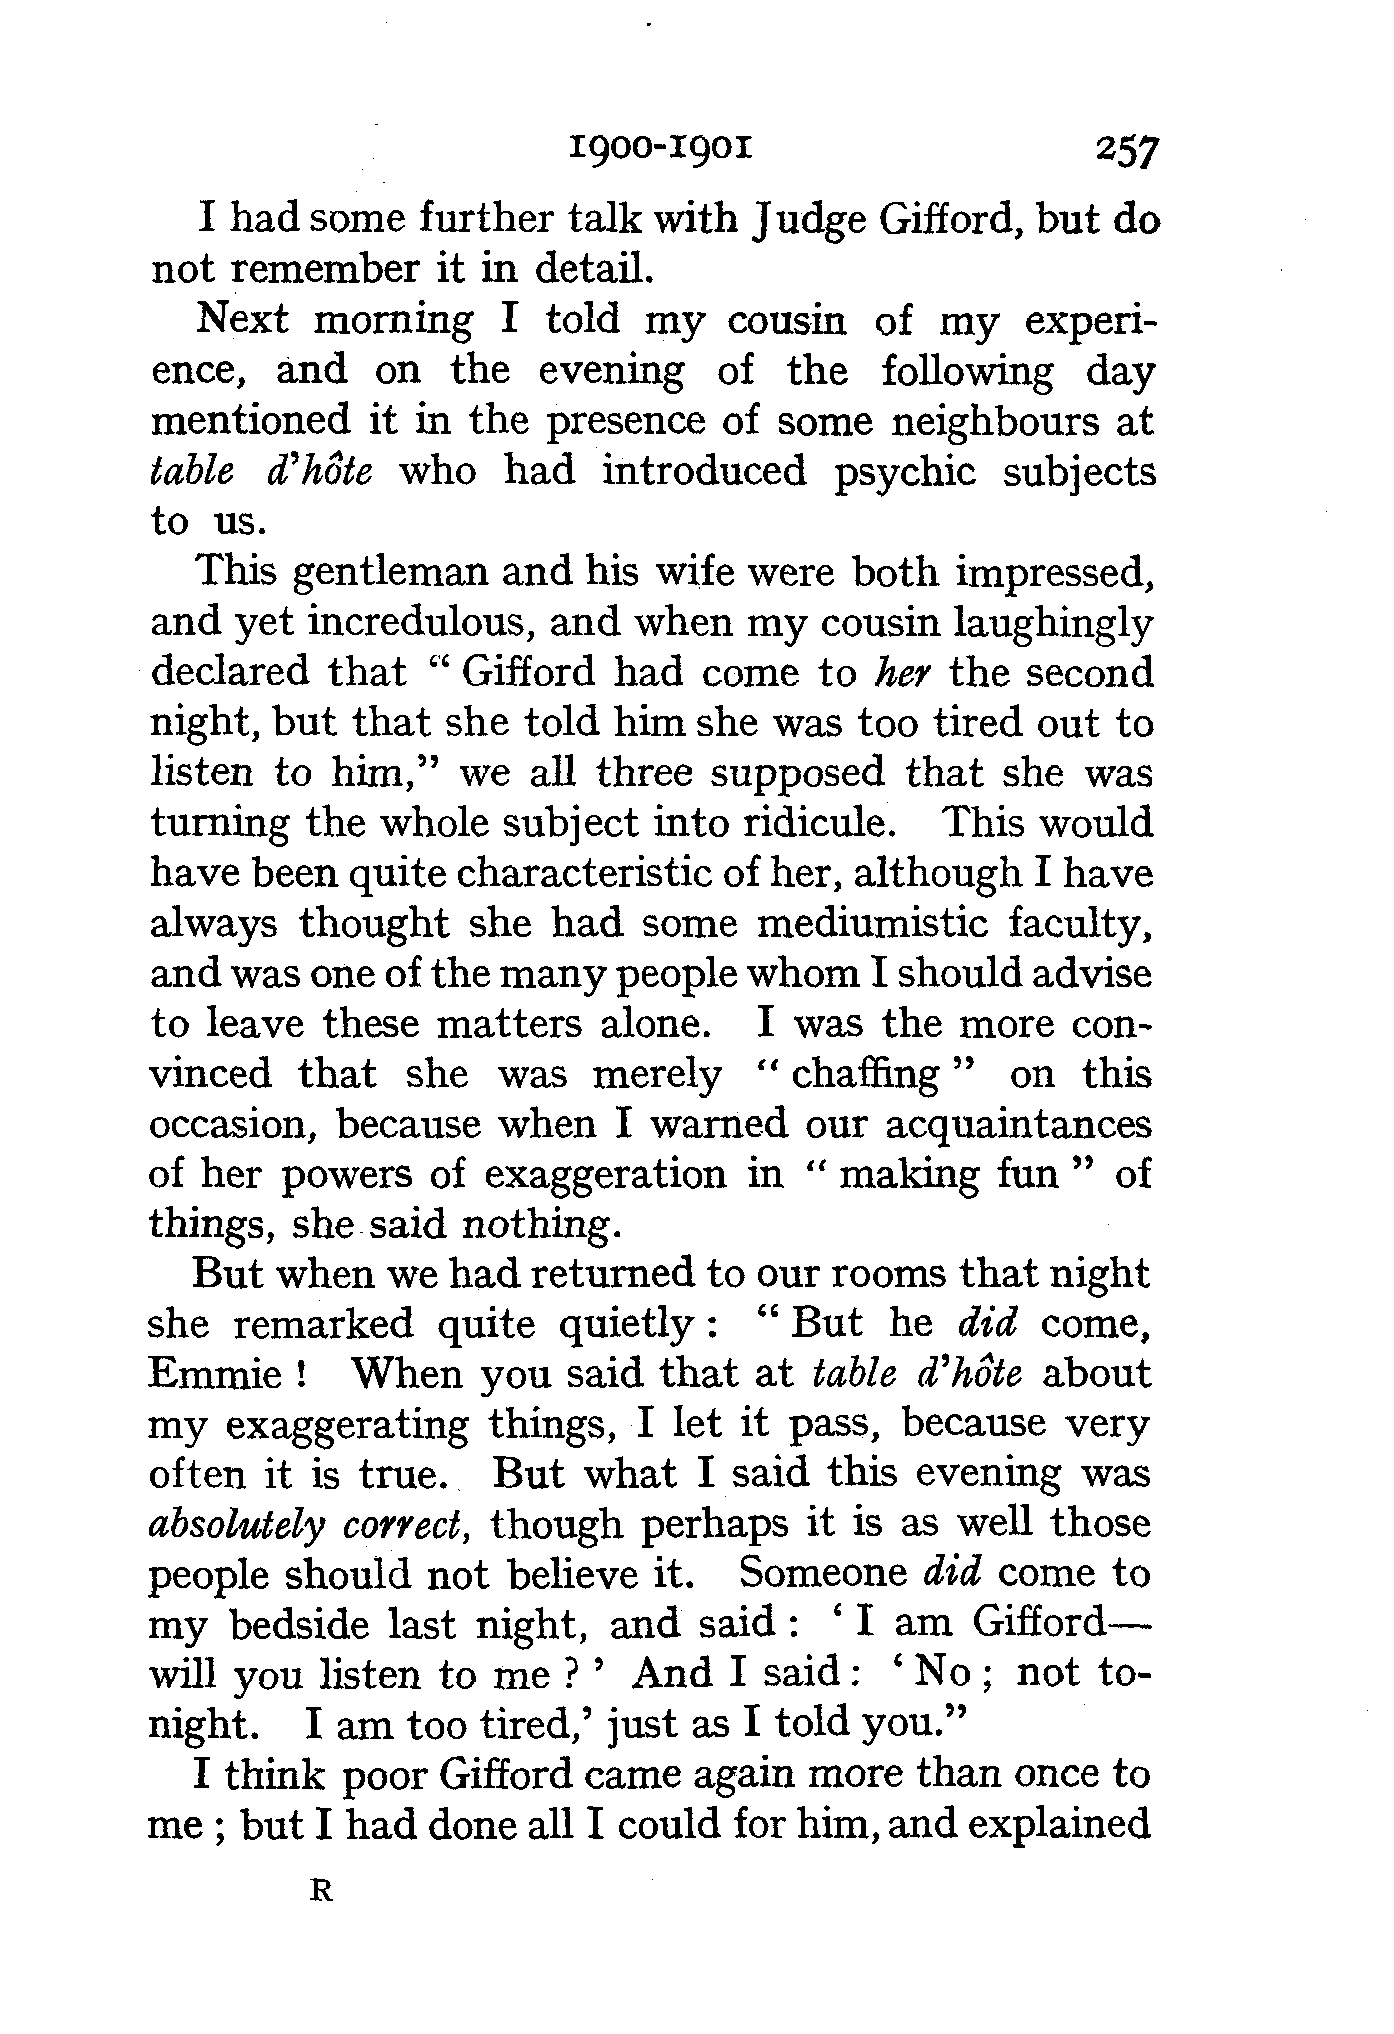 1900-1901 257
I had some further talk with Judge Gifford, but do
not remember it in detail.
Next morning I told my cousin of my experi-
ence, and on the evening of the following day
mentioned it in the presence of some neighbours at
table d'hôte who had introduced psychic subjects
to us.
This gentleman and his wife were both impressed,
and yet incredulous, and when my cousin laughingly
declared that “ Gifford had come to her the second
night, but that she told him she was too tired out to
listen to him,” we all three supposed that she was
turning the whole subject into ridicule. This would
have been quite characteristic of her, although I have
always thought she had some mediumistic faculty,
and was one of the many people whom I should advise
to leave these matters alone. I was the more con-
vinced that she was merely “ chaffing ” on this
occasion, because when I warned our acquaintances
of her powers of exaggeration in “ making fun ” of
things, she said nothing.
But when we had returned to our rooms that night
she remarked quite quietly : “ But he did come,
Emmie ! When you said that at table d'hôte about
my exaggerating things, I let it pass, because very
often it is true. But what I said this evening was
absolutely correct, though perhaps it is as well those
people should not believe it. Someone did come to
my bedside last night, and said : ‘ I am Gifford—
will you listen to me ? ’ And I said : ‘ No ; not to-
night. I am too tired,’ just as I told you.”
I think poor Gifford came again more than once to
me ; but I had done all I could for him, and explained
R